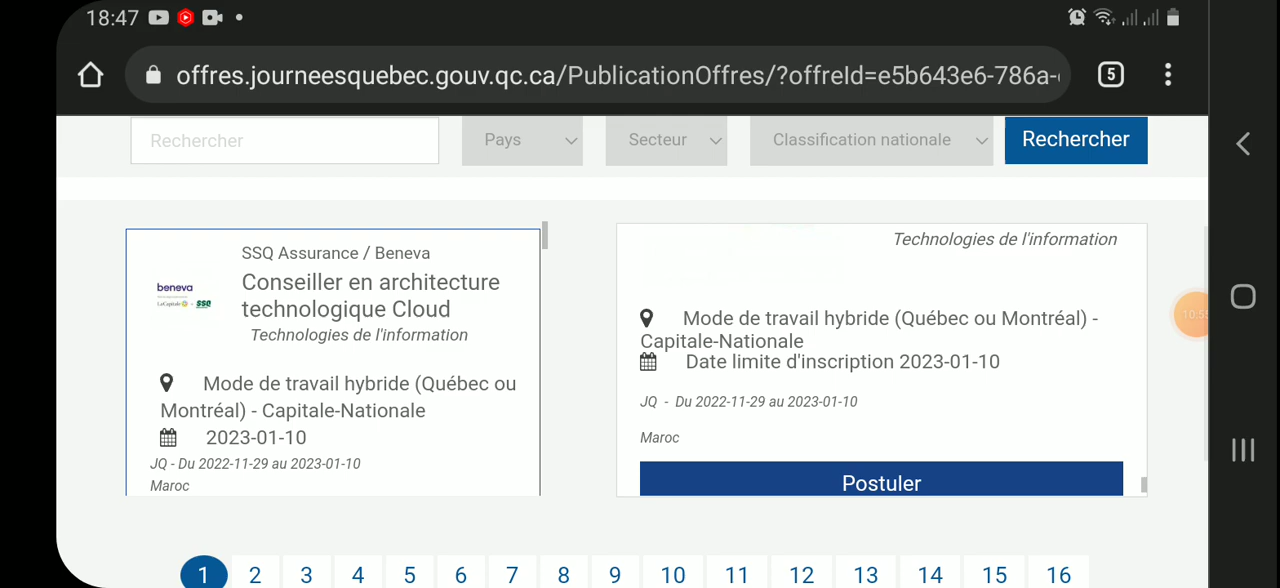 18:47
offres.journeesquebec.gouv.qc.ca/PublicationOffres/?offreId=e5b643e6-786a-
5
Rechercher
Pays
Secteur
Classification nationale
Rechercher
SSQ Assurance / Beneva
beneva
LaCapitale
SSQ
Conseiller en architecture
technologique Cloud
Technologies de l'information
Mode de travail hybride (Québec ou
Montréal) - Capitale-Nationale
2023-01-10
JQ - Du 2022-11-29 au 2023-01-10
Maroc
Technologies de l'information
Mode de travail hybride (Québec ou Montréal) -
Capitale-Nationale
Date limite d'inscription 2023-01-10
JQ - Du 2022-11-29 au 2023-01-10
Maroc
Postuler
10:55
1 2 3 4 5 6 7 8 9 10 11 12 13 14 15 16